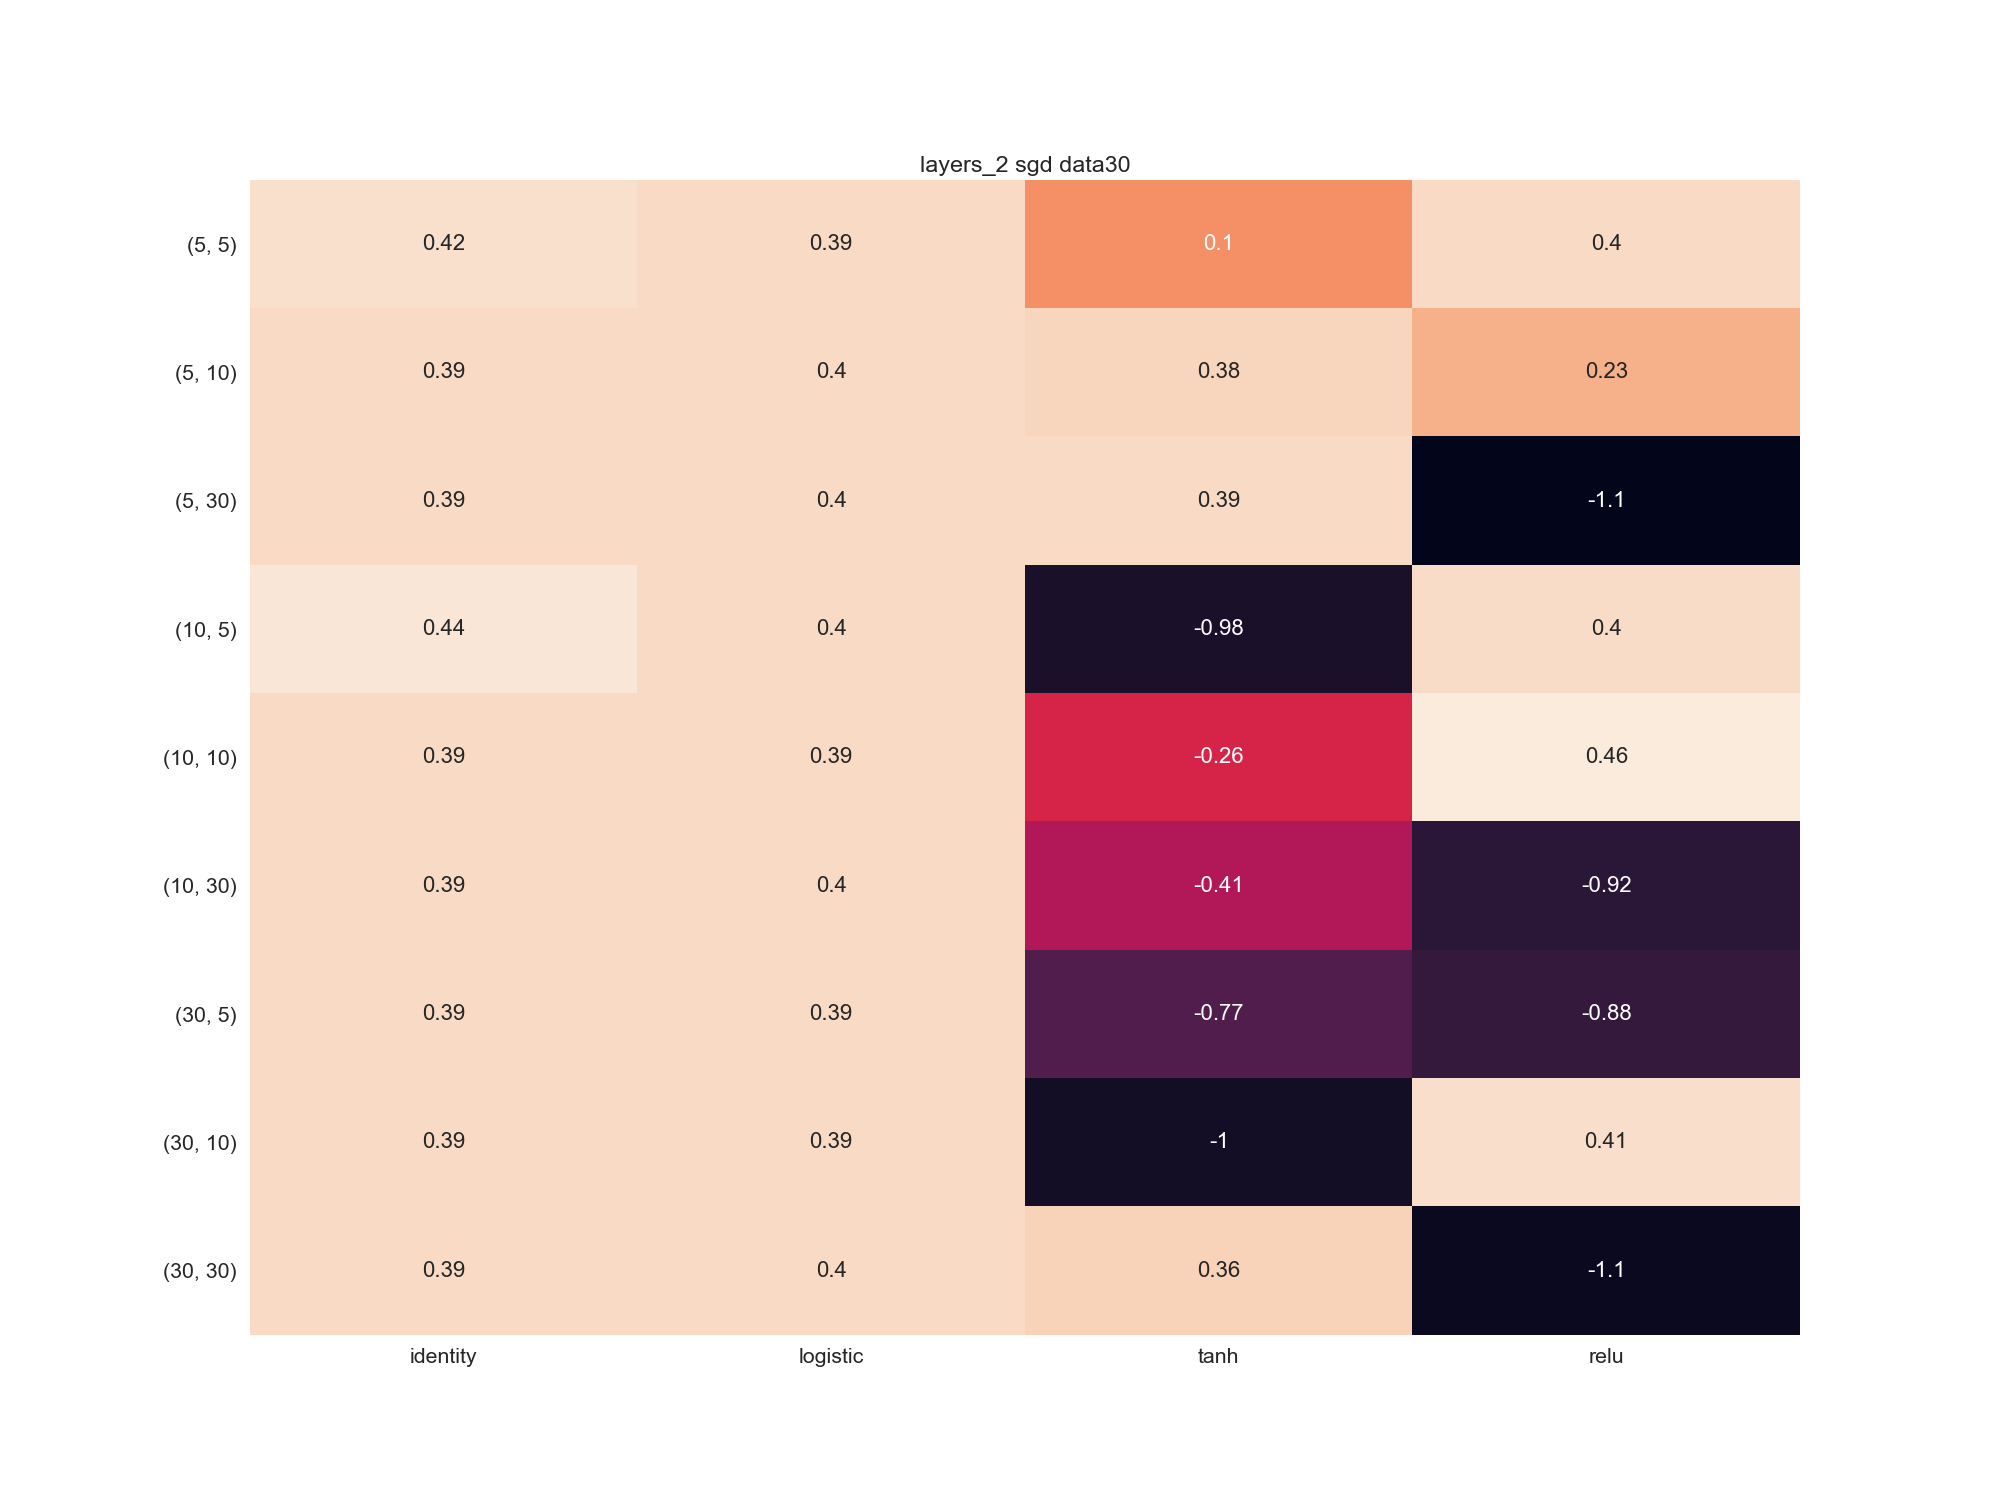 layers_2 sgd data30
(5, 5) 0.42 0.39 0.1 0.4
(5, 10) 0.39 0.4 0.38 0.23
(5, 30) 0.39 0.4 0.39 -1.1
(10, 5) 0.44 0.4 -0.98 0.4
(10, 10) 0.39 0.39 -0.26 0.46
(10, 30) 0.39 0.4 -0.41 -0.92
(30, 5) 0.39 0.39 -0.77 -0.88
(30, 10) 0.39 0.39 -1 0.41
(30, 30) 0.39 0.4 0.36 -1.1
identity logistic tanh relu